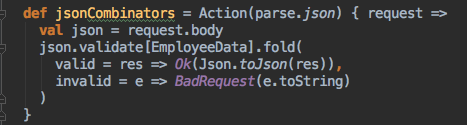 def jsonCombinators = Action(parse.json) { request =>
val json = request.body
json.validate[EmployeeData].fold(
valid = res => Ok(Json.toJson(res)),
invalid = e => BadRequest(e.toString)
)
}